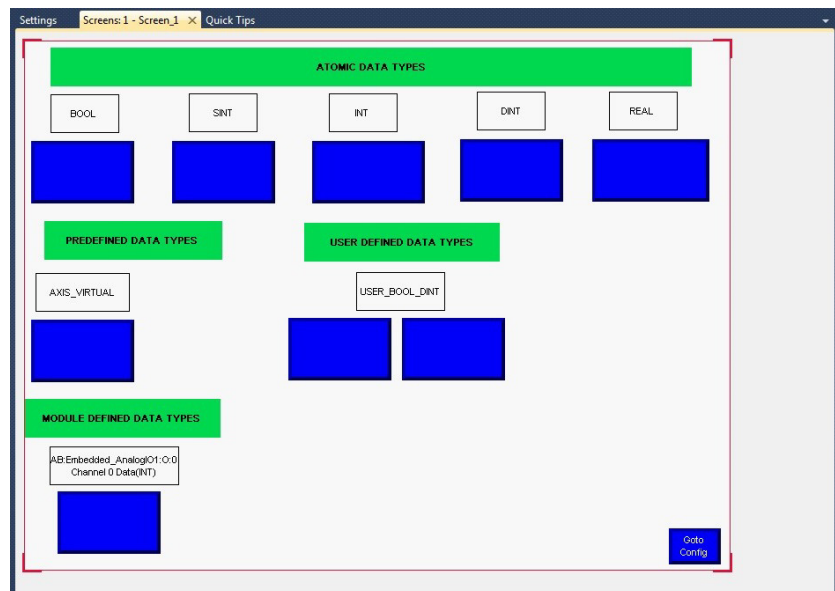 Settings
Screens: 1 - Screen_1
Quick Tips
ATOMIC DATA TYPES
BOOL
SINT
INT
DINT
REAL
PREDEFINED DATA TYPES
USER DEFINED DATA TYPES
AXIS_VIRTUAL
USER_BOOL_DINT
MODULE DEFINED DATA TYPES
AB:Embedded_AnalogIO1:O:0
Channel 0 Data(INT)
Goto
Config